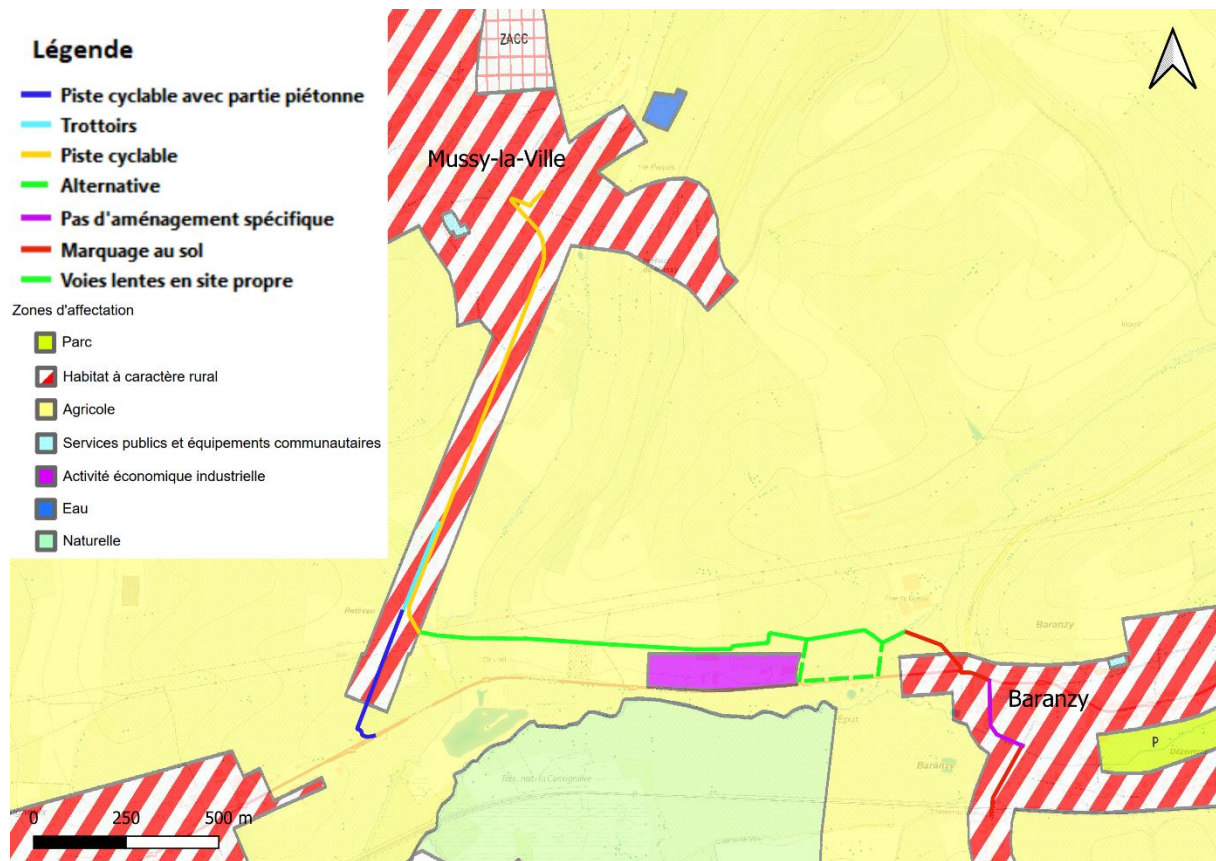 Légende
Piste cyclable avec partie piétonne
Trottoirs
Piste cyclable
Alternative
Pas d'aménagement spécifique
Marquage au sol
Voies lentes en site propre
Zones d'affectation
Parc
Habitat à caractère rural
Agricole
Services publics et équipements communautaires
Activité économique industrielle
Eau
Naturelle
ZACC
Mussy-la-Ville
Baranzy
Baranzy
P
Baranzy
0 250 500 m